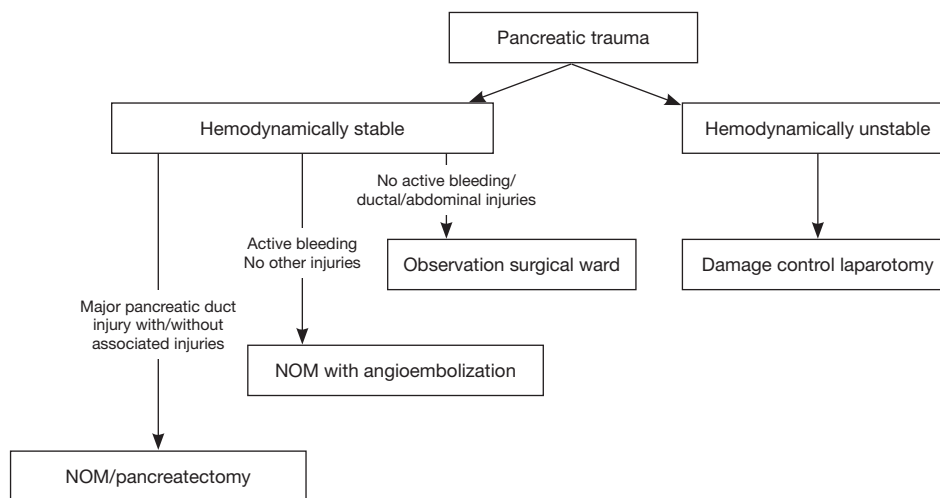 Pancreatic trauma
Hemodynamically stable
Hemodynamically unstable
No active bleeding/
ductal/abdominal injuries
Active bleeding
No other injuries
Observation surgical ward
Damage control laparotomy
Major pancreatic duct
injury with/without
associated injuries
NOM with angioembolization
NOM/pancreatectomy